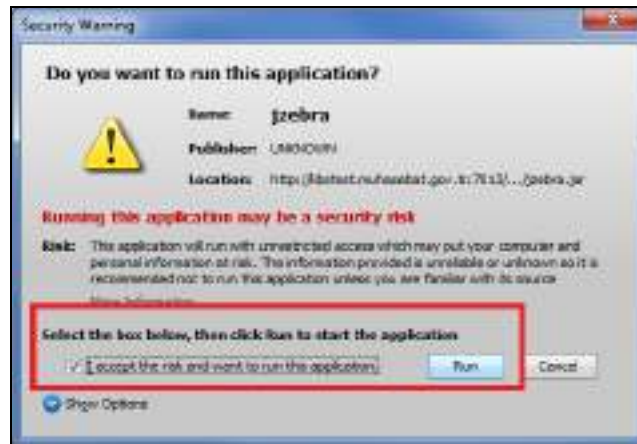 Security Warning
Do you want to run this application?
Name: jzebra
Publisher: UNKNOWN
Location:
Running this application may be a security risk
Risk: This application will run with unrestricted access which may put your computer and
personal information at risk. The information provided is unreliable or unknown so it is
recommended not to run this application unless you are familiar with its source
More Information
Select the box below, then click Run to start the application
I accept the risk and want to run this application.
Run
Cancel
Show Options